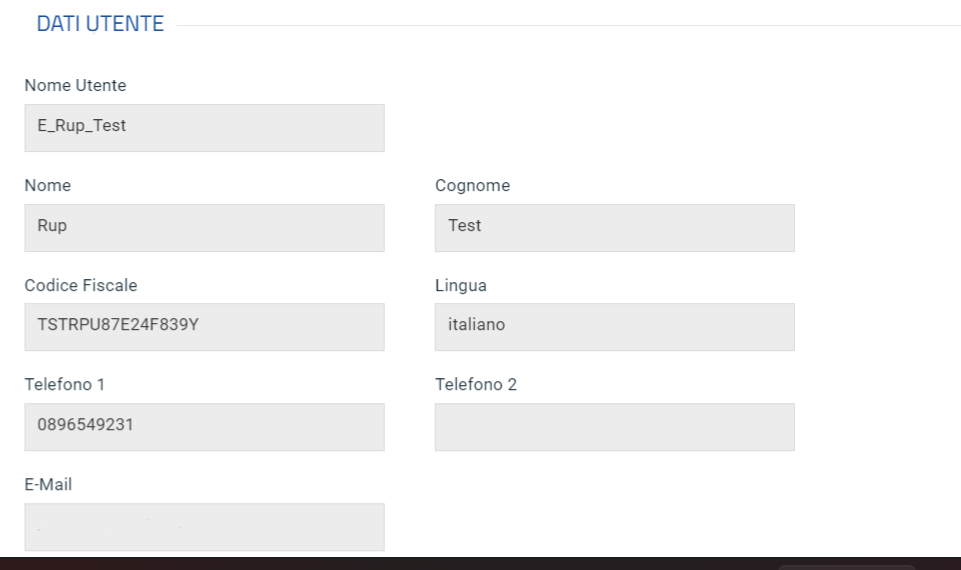 DATI UTENTE
Nome Utente
E_Rup_Test
Nome
Cognome
Rup
Test
Codice Fiscale
Lingua
TSTRPU87E24F839Y
italiano
Telefono 1
Telefono 2
0896549231
E-Mail